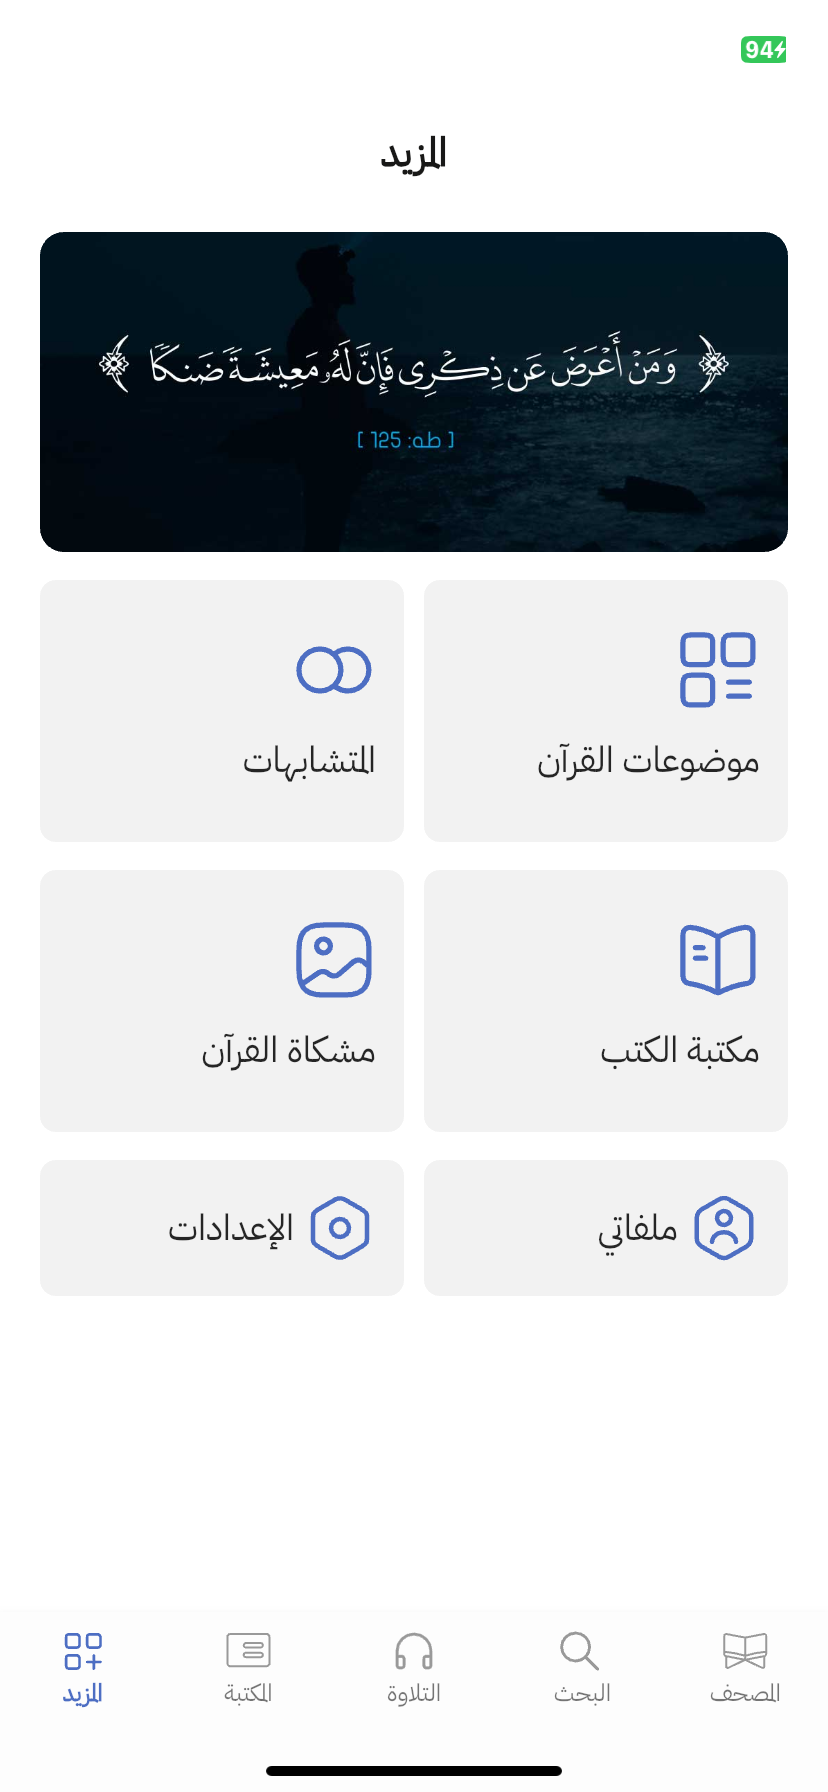 94
المزيد
﴿ وَمَنْ أَعْرَضَ عَن ذِكْرِى فَإِنَّ لَهُۥ مَعِيشَةً ضَنكًا ﴾
[ طه: 125 ]
موضوعات القرآن
المتشابهات
مكتبة الكتب
مشكاة القرآن
ملفاتي
الإعدادات
المصحف
البحث
التلاوة
المكتبة
المزيد